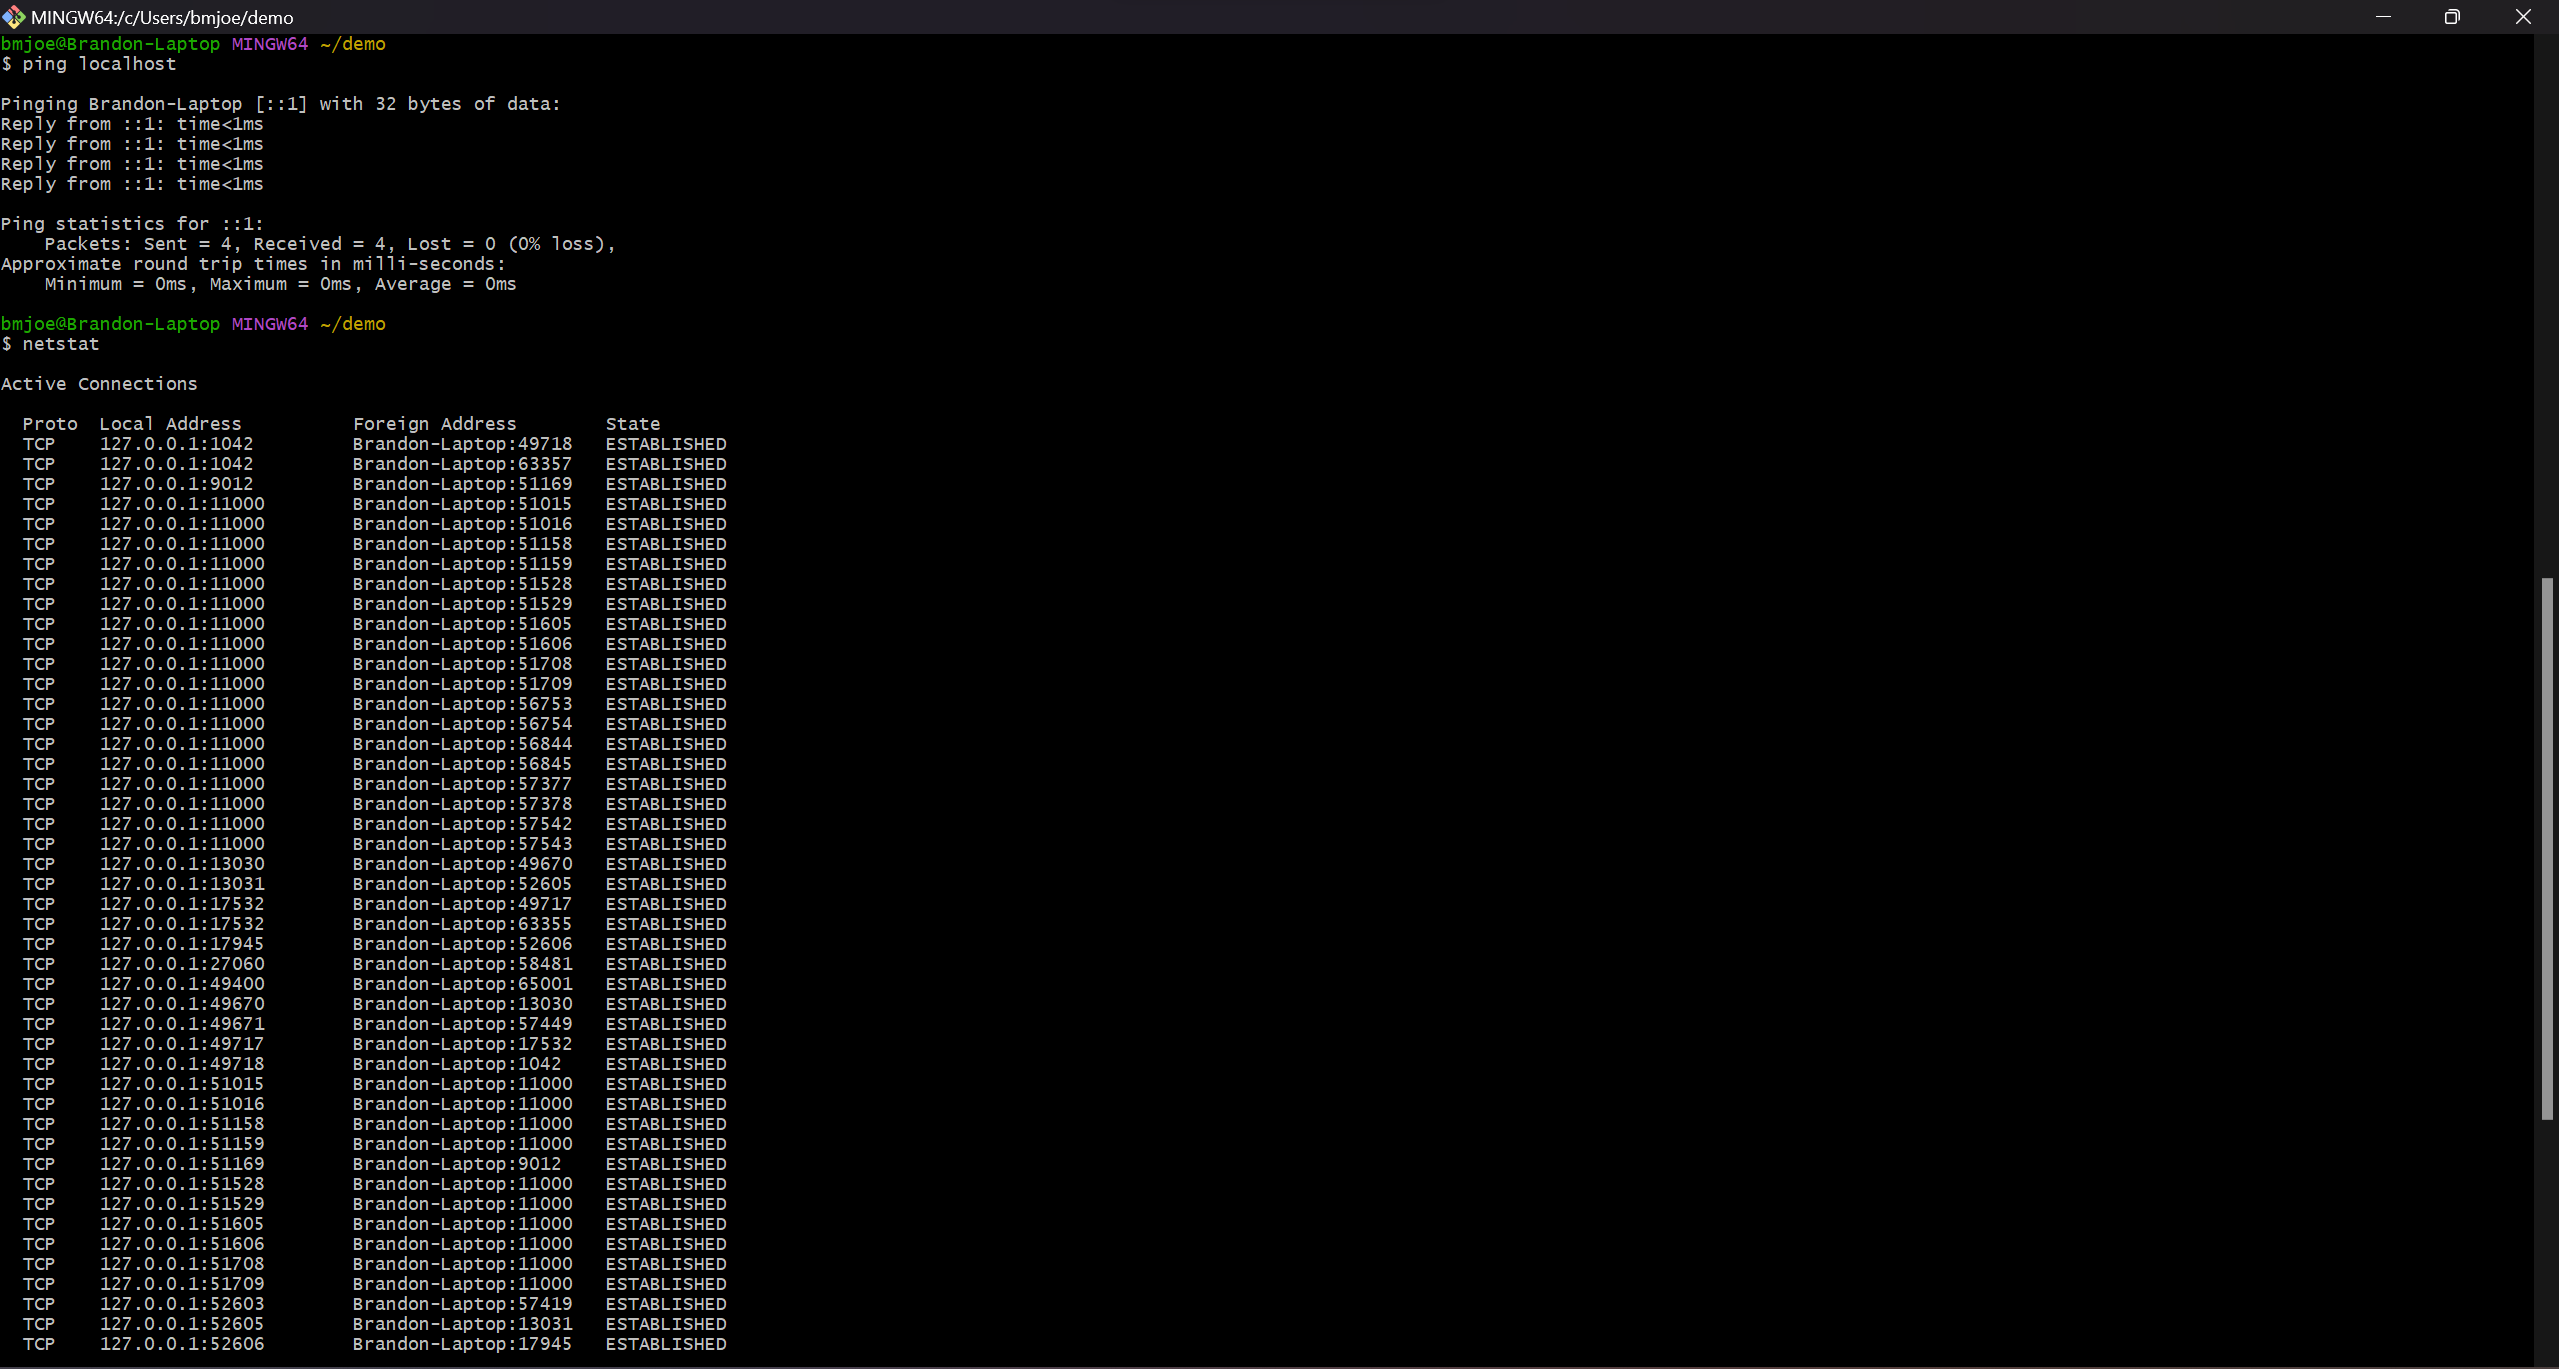 MINGW64:/c/Users/bmjoe/demo
bmjoe@Brandon-Laptop MINGW64 ~/demo
$ ping localhost
Pinging Brandon-Laptop [::1] with 32 bytes of data:
Reply from ::1: time<1ms
Reply from ::1: time<1ms
Reply from ::1: time<1ms
Reply from ::1: time<1ms
Ping statistics for ::1:
    Packets: Sent = 4, Received = 4, Lost = 0 (0% loss),
Approximate round trip times in milli-seconds:
    Minimum = 0ms, Maximum = 0ms, Average = 0ms
bmjoe@Brandon-Laptop MINGW64 ~/demo
$ netstat
Active Connections
  Proto  Local Address          Foreign Address        State
  TCP    127.0.0.1:1042         Brandon-Laptop:49718   ESTABLISHED
  TCP    127.0.0.1:1042         Brandon-Laptop:63357   ESTABLISHED
  TCP    127.0.0.1:9012         Brandon-Laptop:51169   ESTABLISHED
  TCP    127.0.0.1:11000        Brandon-Laptop:51015   ESTABLISHED
  TCP    127.0.0.1:11000        Brandon-Laptop:51016   ESTABLISHED
  TCP    127.0.0.1:11000        Brandon-Laptop:51158   ESTABLISHED
  TCP    127.0.0.1:11000        Brandon-Laptop:51159   ESTABLISHED
  TCP    127.0.0.1:11000        Brandon-Laptop:51528   ESTABLISHED
  TCP    127.0.0.1:11000        Brandon-Laptop:51529   ESTABLISHED
  TCP    127.0.0.1:11000        Brandon-Laptop:51605   ESTABLISHED
  TCP    127.0.0.1:11000        Brandon-Laptop:51606   ESTABLISHED
  TCP    127.0.0.1:11000        Brandon-Laptop:51708   ESTABLISHED
  TCP    127.0.0.1:11000        Brandon-Laptop:51709   ESTABLISHED
  TCP    127.0.0.1:11000        Brandon-Laptop:56753   ESTABLISHED
  TCP    127.0.0.1:11000        Brandon-Laptop:56754   ESTABLISHED
  TCP    127.0.0.1:11000        Brandon-Laptop:56844   ESTABLISHED
  TCP    127.0.0.1:11000        Brandon-Laptop:56845   ESTABLISHED
  TCP    127.0.0.1:11000        Brandon-Laptop:57377   ESTABLISHED
  TCP    127.0.0.1:11000        Brandon-Laptop:57378   ESTABLISHED
  TCP    127.0.0.1:11000        Brandon-Laptop:57542   ESTABLISHED
  TCP    127.0.0.1:11000        Brandon-Laptop:57543   ESTABLISHED
  TCP    127.0.0.1:13030        Brandon-Laptop:49670   ESTABLISHED
  TCP    127.0.0.1:13031        Brandon-Laptop:52605   ESTABLISHED
  TCP    127.0.0.1:17532        Brandon-Laptop:49717   ESTABLISHED
  TCP    127.0.0.1:17532        Brandon-Laptop:63355   ESTABLISHED
  TCP    127.0.0.1:17945        Brandon-Laptop:52606   ESTABLISHED
  TCP    127.0.0.1:27060        Brandon-Laptop:58481   ESTABLISHED
  TCP    127.0.0.1:49400        Brandon-Laptop:65001   ESTABLISHED
  TCP    127.0.0.1:49670        Brandon-Laptop:13030   ESTABLISHED
  TCP    127.0.0.1:49671        Brandon-Laptop:57449   ESTABLISHED
  TCP    127.0.0.1:49717        Brandon-Laptop:17532   ESTABLISHED
  TCP    127.0.0.1:49718        Brandon-Laptop:1042    ESTABLISHED
  TCP    127.0.0.1:51015        Brandon-Laptop:11000   ESTABLISHED
  TCP    127.0.0.1:51016        Brandon-Laptop:11000   ESTABLISHED
  TCP    127.0.0.1:51158        Brandon-Laptop:11000   ESTABLISHED
  TCP    127.0.0.1:51159        Brandon-Laptop:11000   ESTABLISHED
  TCP    127.0.0.1:51169        Brandon-Laptop:9012    ESTABLISHED
  TCP    127.0.0.1:51528        Brandon-Laptop:11000   ESTABLISHED
  TCP    127.0.0.1:51529        Brandon-Laptop:11000   ESTABLISHED
  TCP    127.0.0.1:51605        Brandon-Laptop:11000   ESTABLISHED
  TCP    127.0.0.1:51606        Brandon-Laptop:11000   ESTABLISHED
  TCP    127.0.0.1:51708        Brandon-Laptop:11000   ESTABLISHED
  TCP    127.0.0.1:51709        Brandon-Laptop:11000   ESTABLISHED
  TCP    127.0.0.1:52603        Brandon-Laptop:57419   ESTABLISHED
  TCP    127.0.0.1:52605        Brandon-Laptop:13031   ESTABLISHED
  TCP    127.0.0.1:52606        Brandon-Laptop:17945   ESTABLISHED